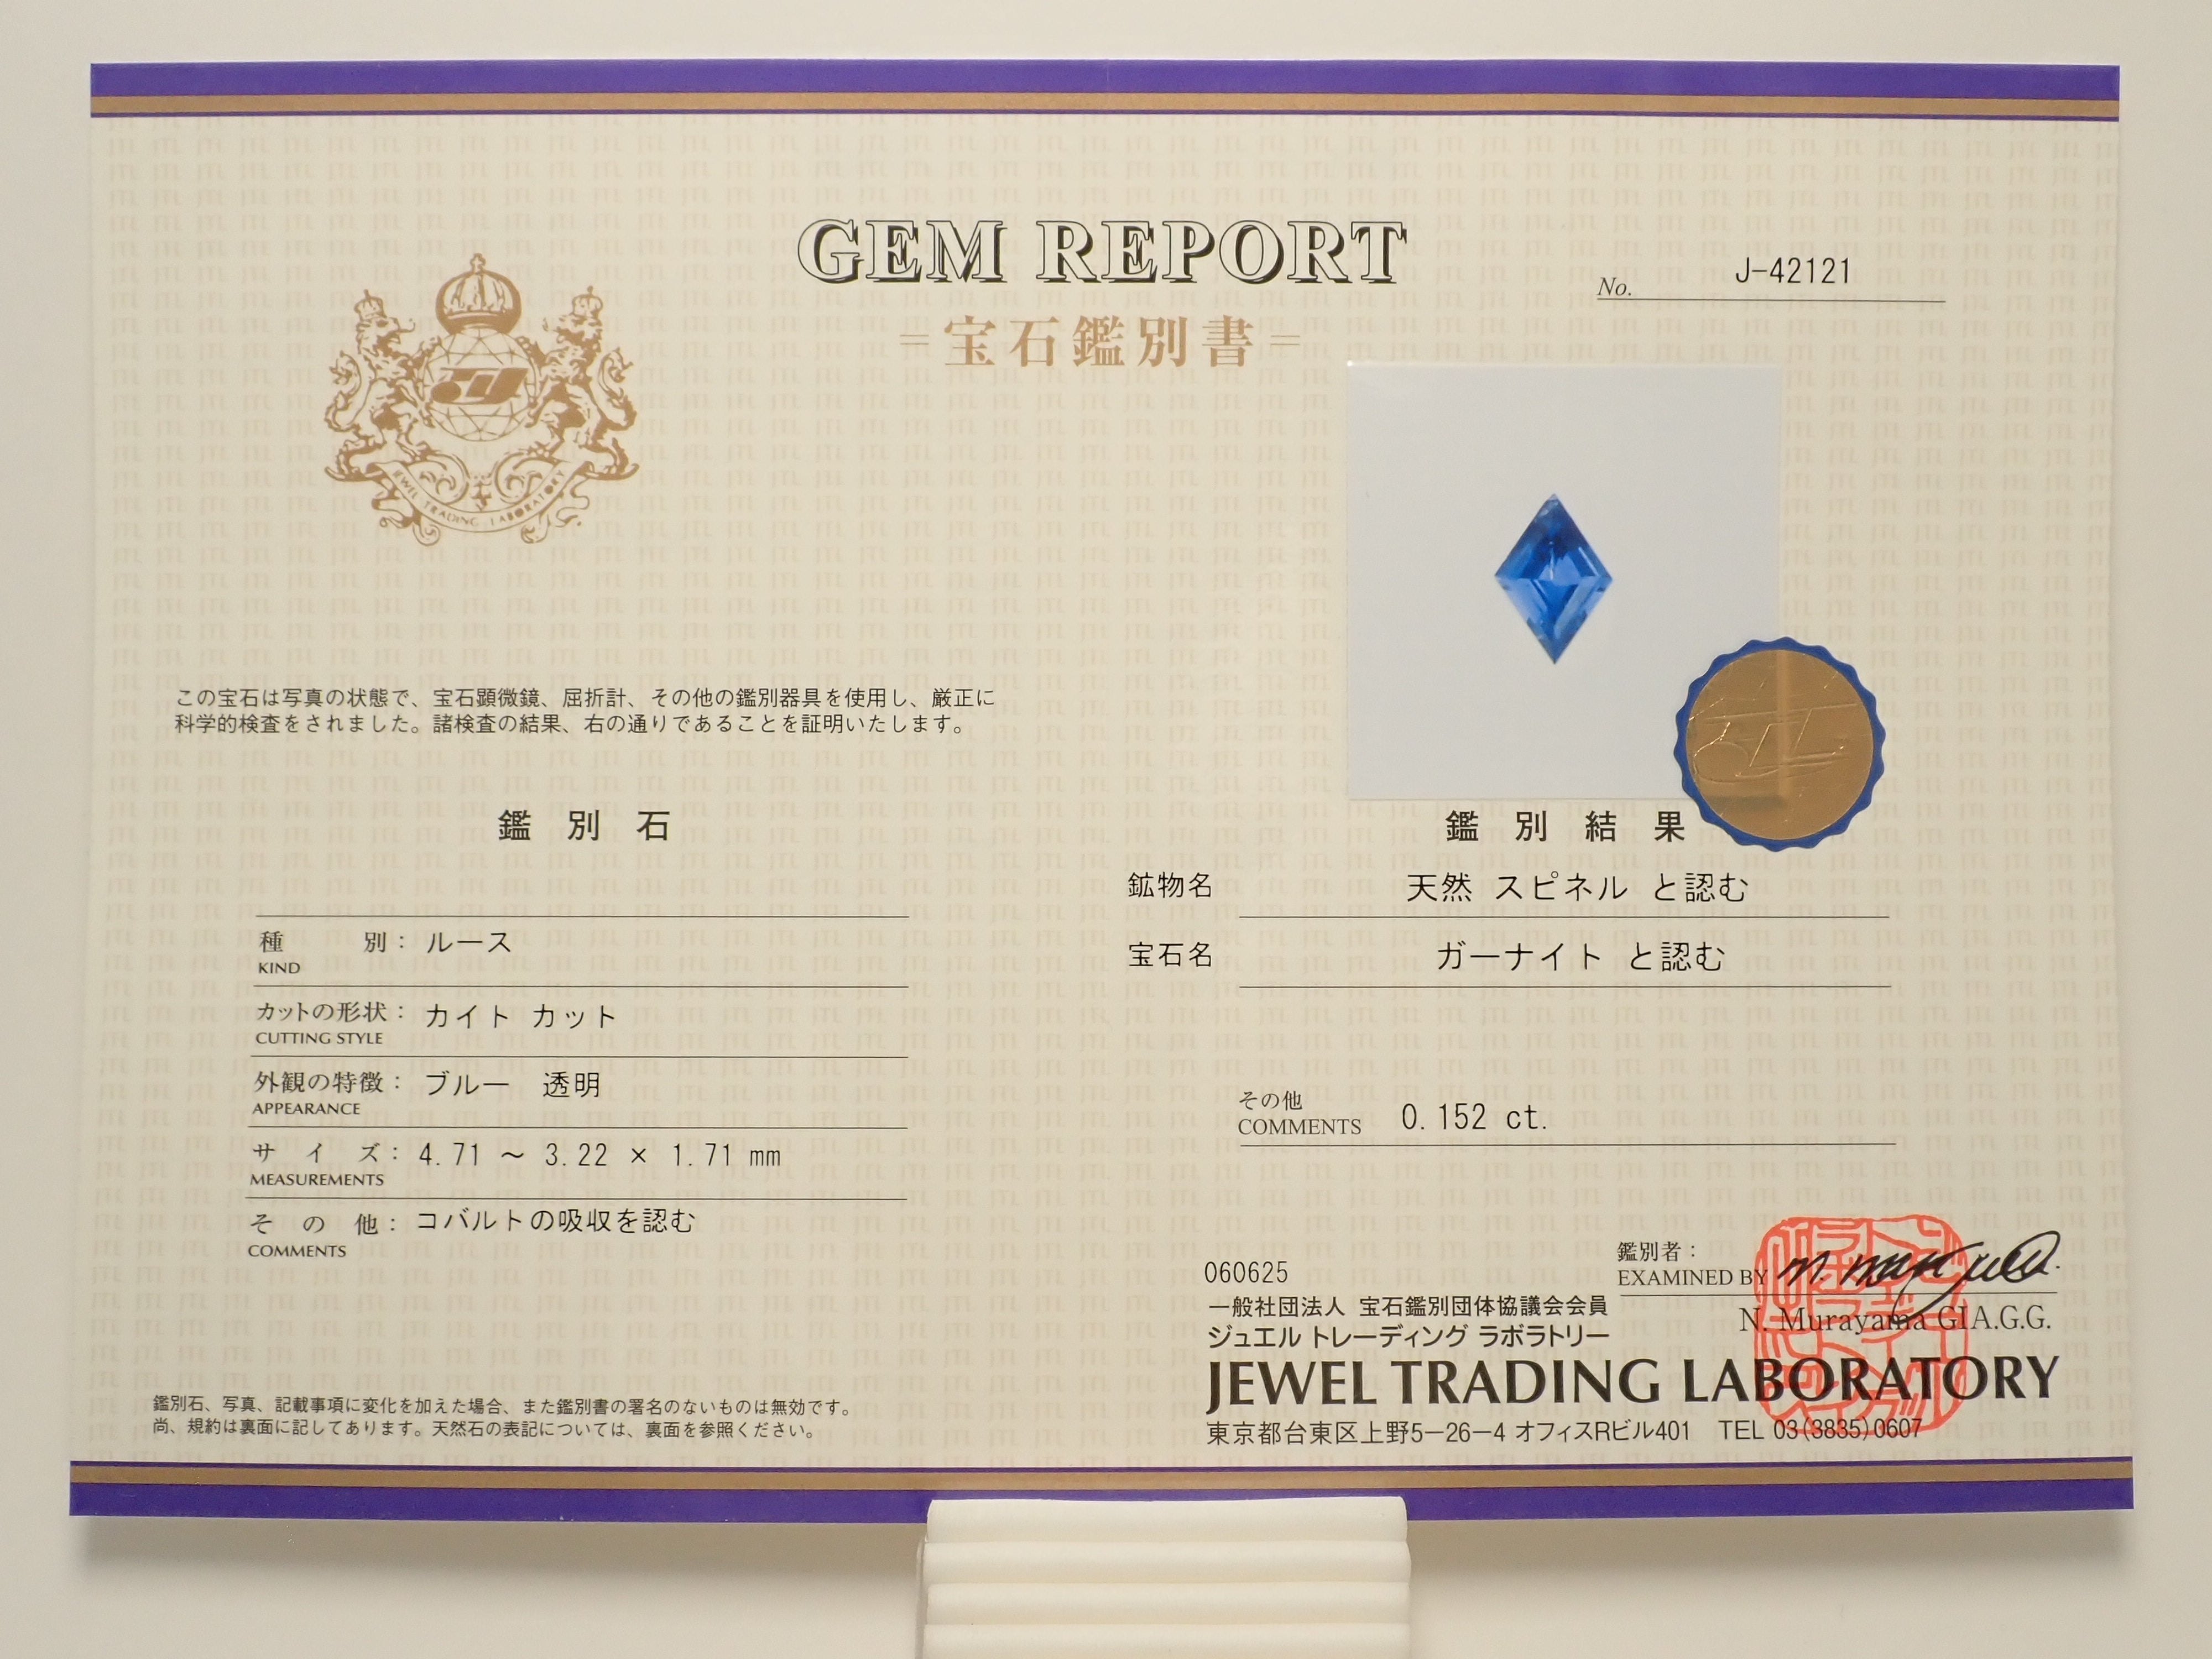 GEM REPORT
No. J-42121
=宝石鑑別書=
JEWEL TRADING LABORATORY
この宝石は写真の状態で、宝石顕微鏡、屈折計、その他の鑑別器具を使用し、厳正に
科学的検査をされました。諸検査の結果、右の通りであることを証明いたします。
鑑別石
種別: ルース
KIND
カットの形状: カイト カット
CUTTING STYLE
外観の特徴: ブルー 透明
APPEARANCE
サイズ: 4.71 ～ 3.22 × 1.71 mm
MEASUREMENTS
その他: コバルトの吸収を認む
COMMENTS
鑑別石、写真、記載事項に変化を加えた場合、また鑑別書の署名のないものは無効です。
尚、規約は裏面に記してあります。天然石の表記については、裏面を参照ください。
鑑別結果
鉱物名 天然 スピネル と認む
宝石名 ガーナイト と認む
その他
COMMENTS 0.152 ct.
鑑別者:
EXAMINED BY
N. Murayama GIA.G.G.
060625
一般社団法人 宝石鑑別団体協議会会員
ジュエル トレーディング ラボラトリー
JEWEL TRADING LABORATORY
東京都台東区上野5-26-4 オフィスRビル401 TEL 03(3835)0607